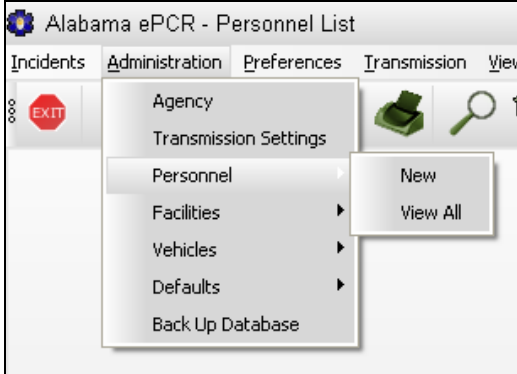 Alabama ePCR - Personnel List
Incidents Administration Preferences Transmission View
EXIT
Agency
Transmission Settings
Personnel
New
Facilities
View All
Vehicles
Defaults
Back Up Database